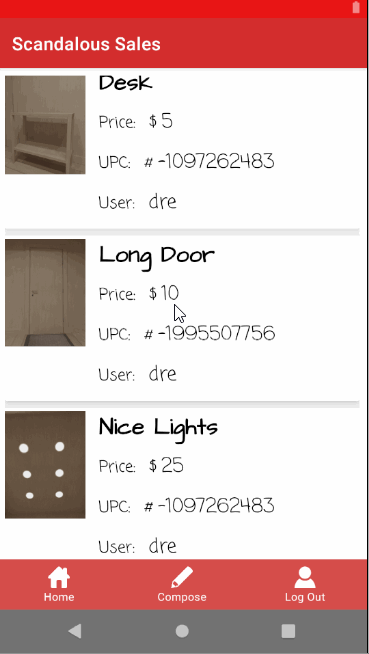 Scandalous Sales
Desk
Price: $ 5
UPC: # -1097262483
User: dre
Long Door
Price: $ 10
UPC: # -1995507756
User: dre
Nice Lights
Price: $ 25
UPC: # -1097262483
User: dre
Home Compose Log Out